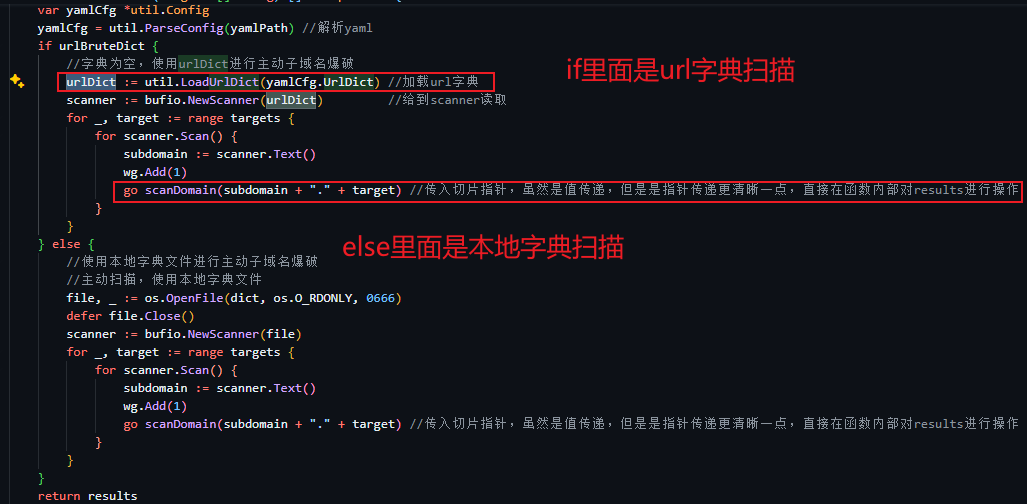 var yamlCfg *util.Config
yamlCfg = util.ParseConfig(yamlPath) //解析yaml
if urlBruteDict {
//字典为空，使用urlDict进行主动子域名爆破
if里面是url字典扫描
urlDict := util.LoadUrlDict(yamlCfg.UrlDict) //加载url字典
scanner := bufio.NewScanner(urlDict) //给到scanner读取
for _, target := range targets {
for scanner.Scan() {
subdomain := scanner.Text()
wg.Add(1)
go scanDomain(subdomain + "." + target) //传入切片指针，虽然是值传递，但是是指针传递更清晰一点，直接在函数内部对results进行操作
}
}
} else {
else里面是本地字典扫描
//使用本地字典文件进行主动子域名爆破
//主动扫描，使用本地字典文件
file, _ := os.OpenFile(dict, os.O_RDONLY, 0666)
defer file.Close()
scanner := bufio.NewScanner(file)
for _, target := range targets {
for scanner.Scan() {
subdomain := scanner.Text()
wg.Add(1)
go scanDomain(subdomain + "." + target) //传入切片指针，虽然是值传递，但是是指针传递更清晰一点，直接在函数内部对results进行操作
}
}
}
return results